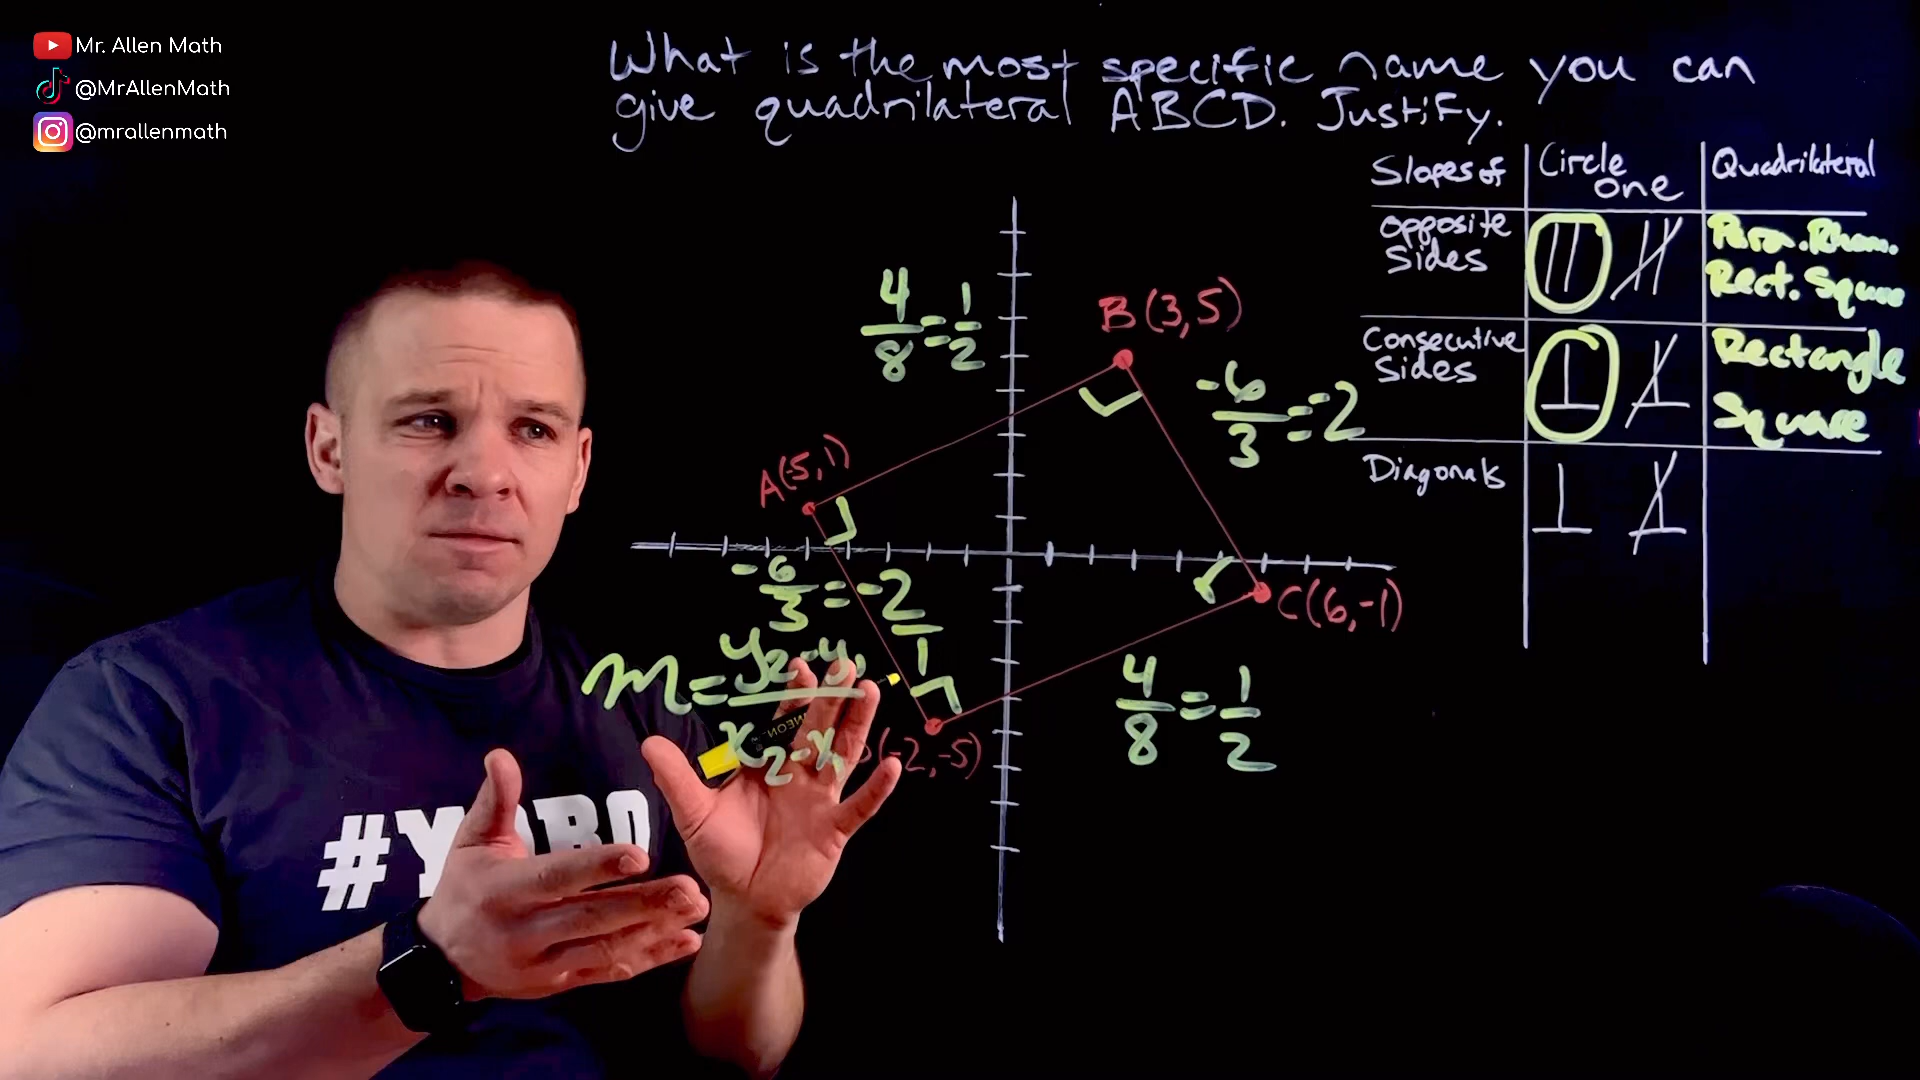 Mr. Allen Math
@MrAllenMath
@mrallenmath
What is the most specific name you can
give quadrilateral ABCD. Justify.
Slopes of
Circle one
Quadrilateral
Opposite Sides
Para. Rhom.
Rect. Square
Consecutive Sides
Rectangle
Square
Diagonals
4/8 = 1/2
B(3,5)
-6/3 = -2
A(-5,1)
-6/3 = -2/1
C(6,-1)
m = y2-y1/x2-x1
(-2,-5)
4/8 = 1/2